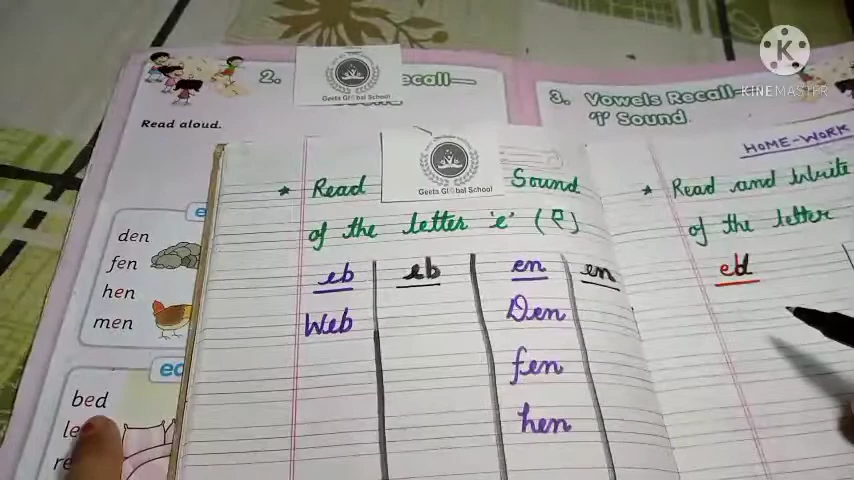 2.
ecall—
Geeta Global School
Read aloud.
den
fen
hen
men
bed
3. Vowels Recall—
'i' Sound
KINEMASTER
* Read
Geeta Global School
Sound
of the letter 'e' (ए)
eb eb en en
Web Den
fen
hen
HOME-WORK
* Read and Write
of the letter
ed